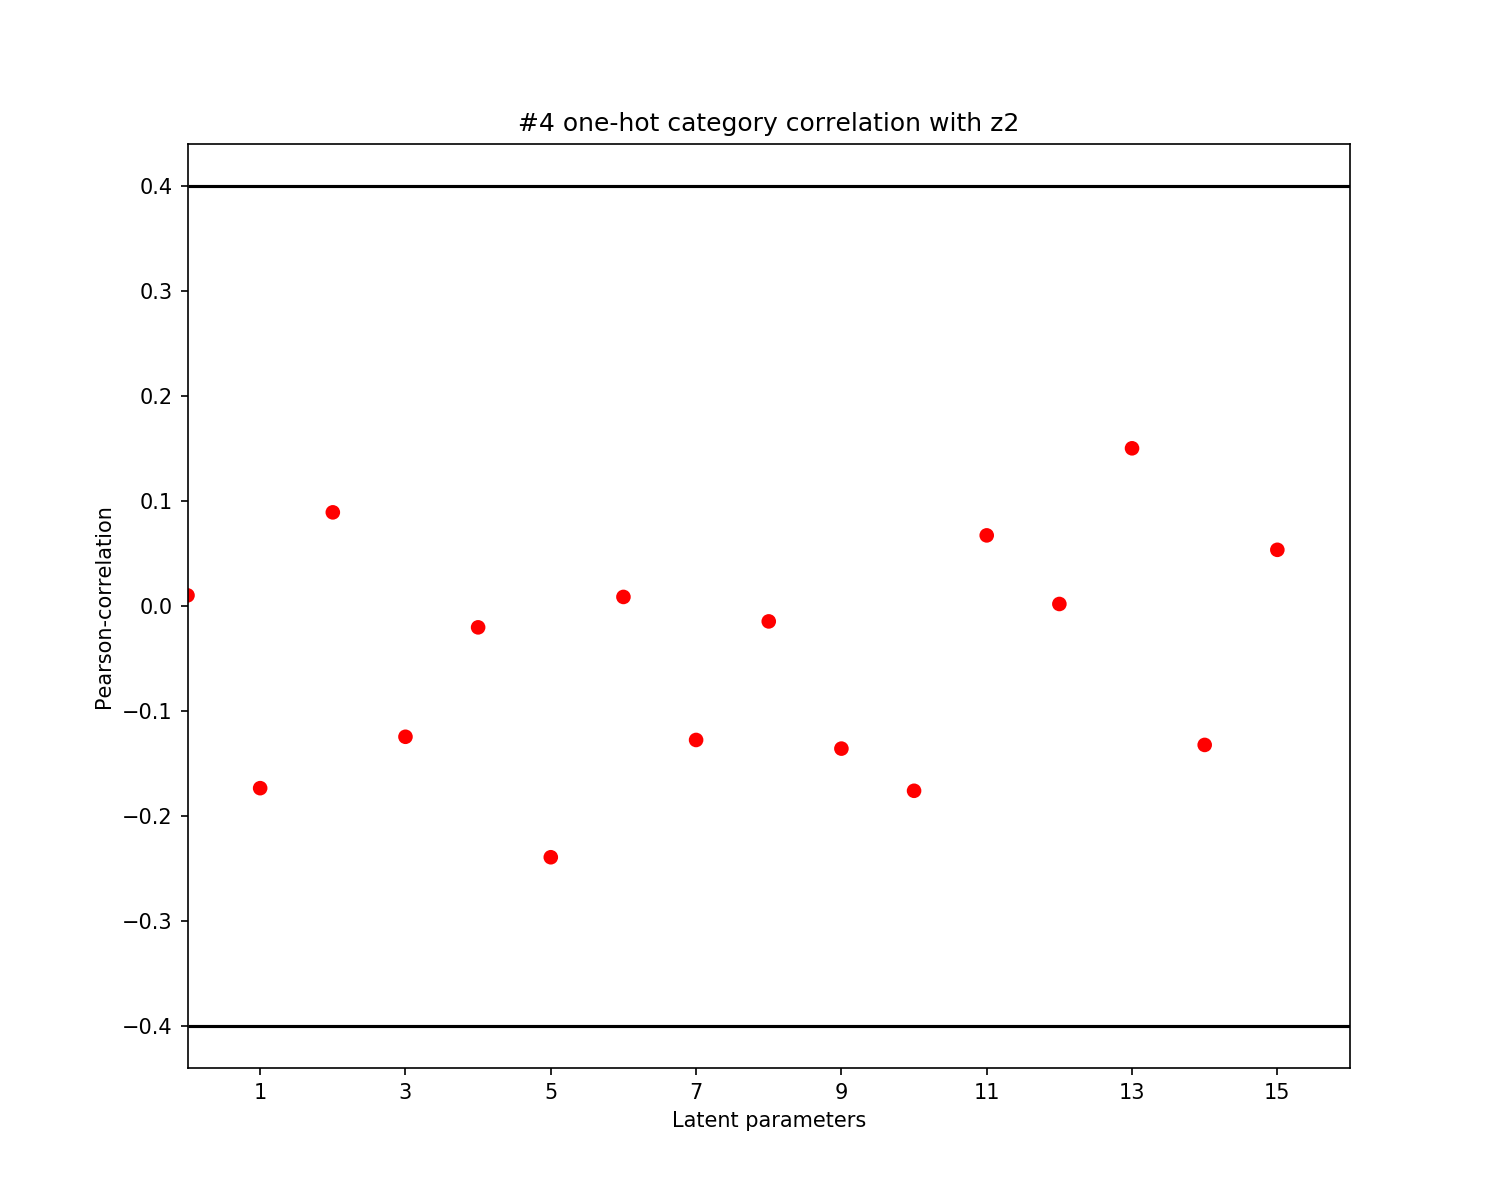 #4 one-hot category correlation with z2
0.4
0.3
0.2
0.1
0.0
−0.1
−0.2
−0.3
−0.4
Pearson-correlation
1 3 5 7 9 11 13 15
Latent parameters